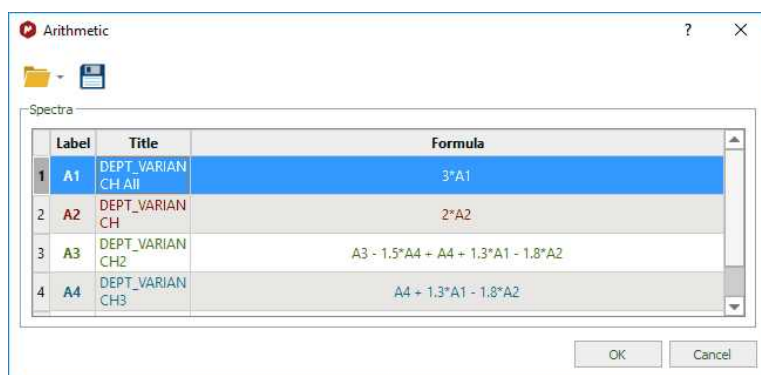 Arithmetic
?
Spectra
Label Title Formula
1 A1 DEPT_VARIAN 3*A1
CH All
2 A2 DEPT_VARIAN 2*A2
CH
3 A3 DEPT_VARIAN A3 - 1.5*A4 + A4 + 1.3*A1 - 1.8*A2
CH2
4 A4 DEPT_VARIAN A4 + 1.3*A1 - 1.8*A2
CH3
OK Cancel